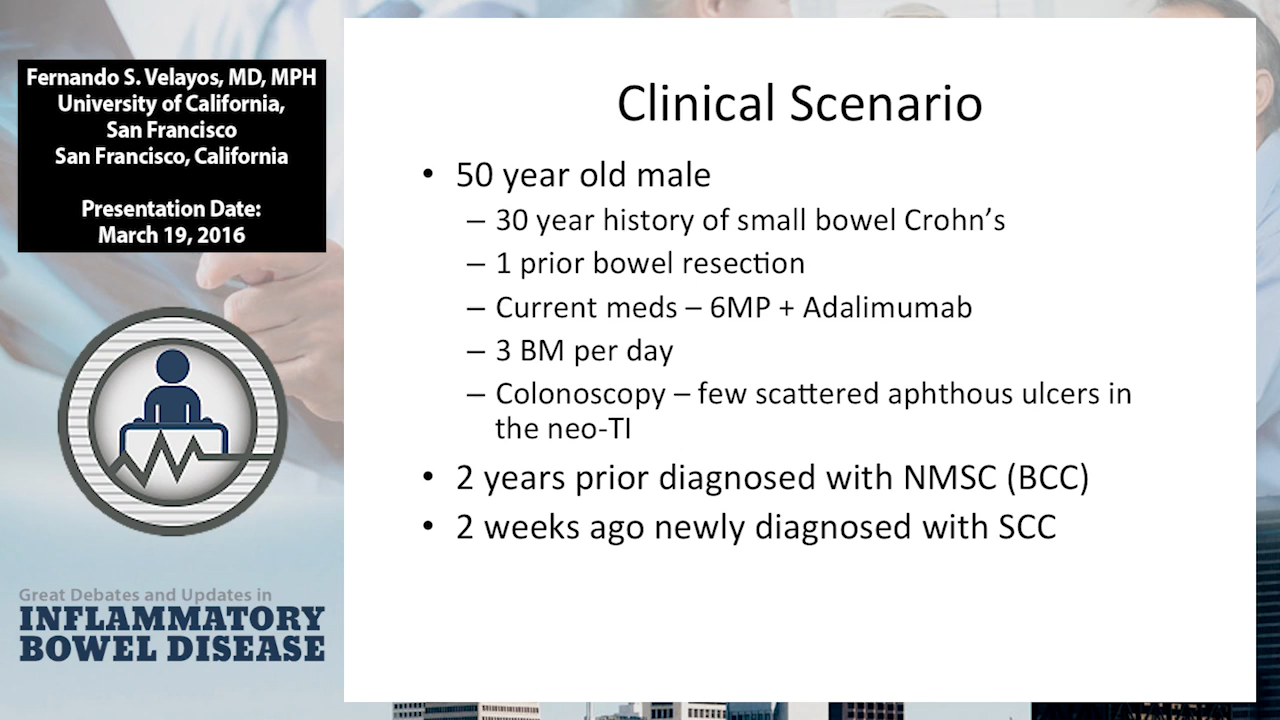 Fernando S. Velayos, MD, MPH
University of California,
San Francisco
San Francisco, California
Presentation Date:
March 19, 2016
Great Debates and Updates in
INFLAMMATORY
BOWEL DISEASE
Clinical Scenario
• 50 year old male
– 30 year history of small bowel Crohn’s
– 1 prior bowel resection
– Current meds – 6MP + Adalimumab
– 3 BM per day
– Colonoscopy – few scattered aphthous ulcers in
the neo-TI
• 2 years prior diagnosed with NMSC (BCC)
• 2 weeks ago newly diagnosed with SCC